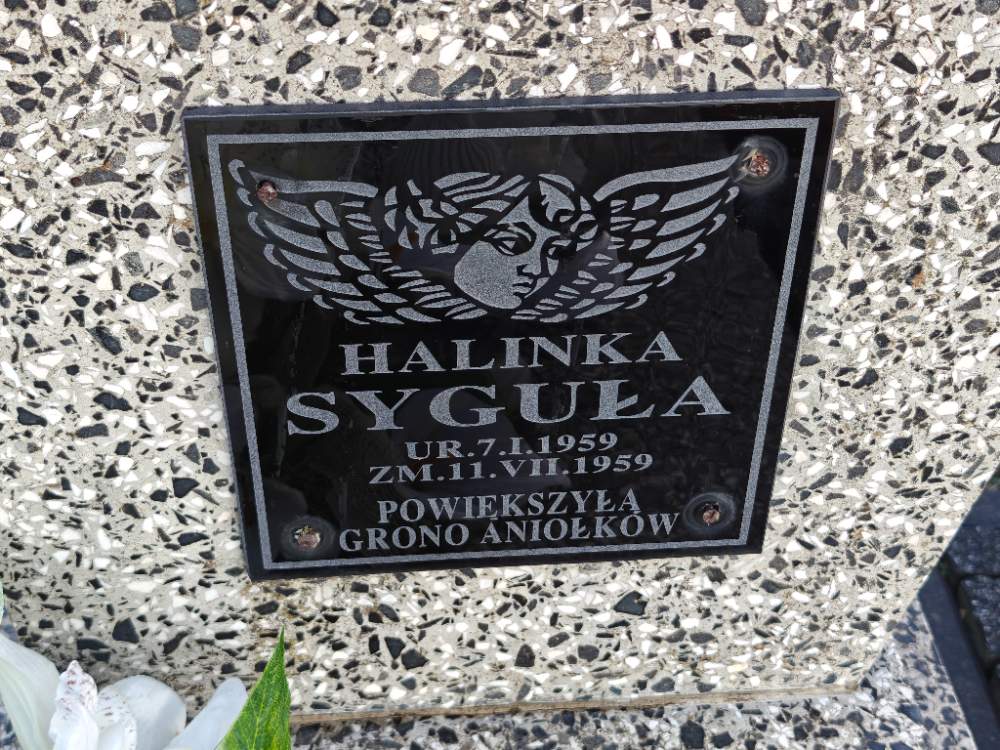 HALINKA
SYGUŁA
UR.7.I.1959
ZM.11.VII.1959
POWIEKSZYŁA
GRONO ANIOŁKÓW